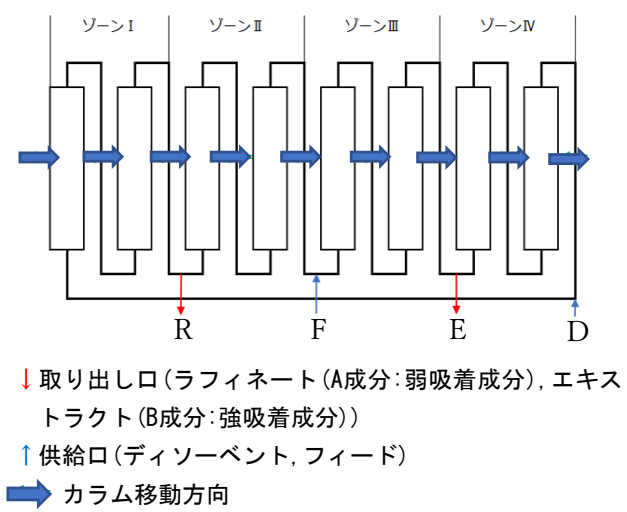 ゾーンⅠ ゾーンⅡ ゾーンⅢ ゾーンⅣ
R F E D
↓取り出し口(ラフィネート(A成分:弱吸着成分),エキス
トラクト(B成分:強吸着成分))
↑供給口(ディソーベント,フィード)
カラム移動方向